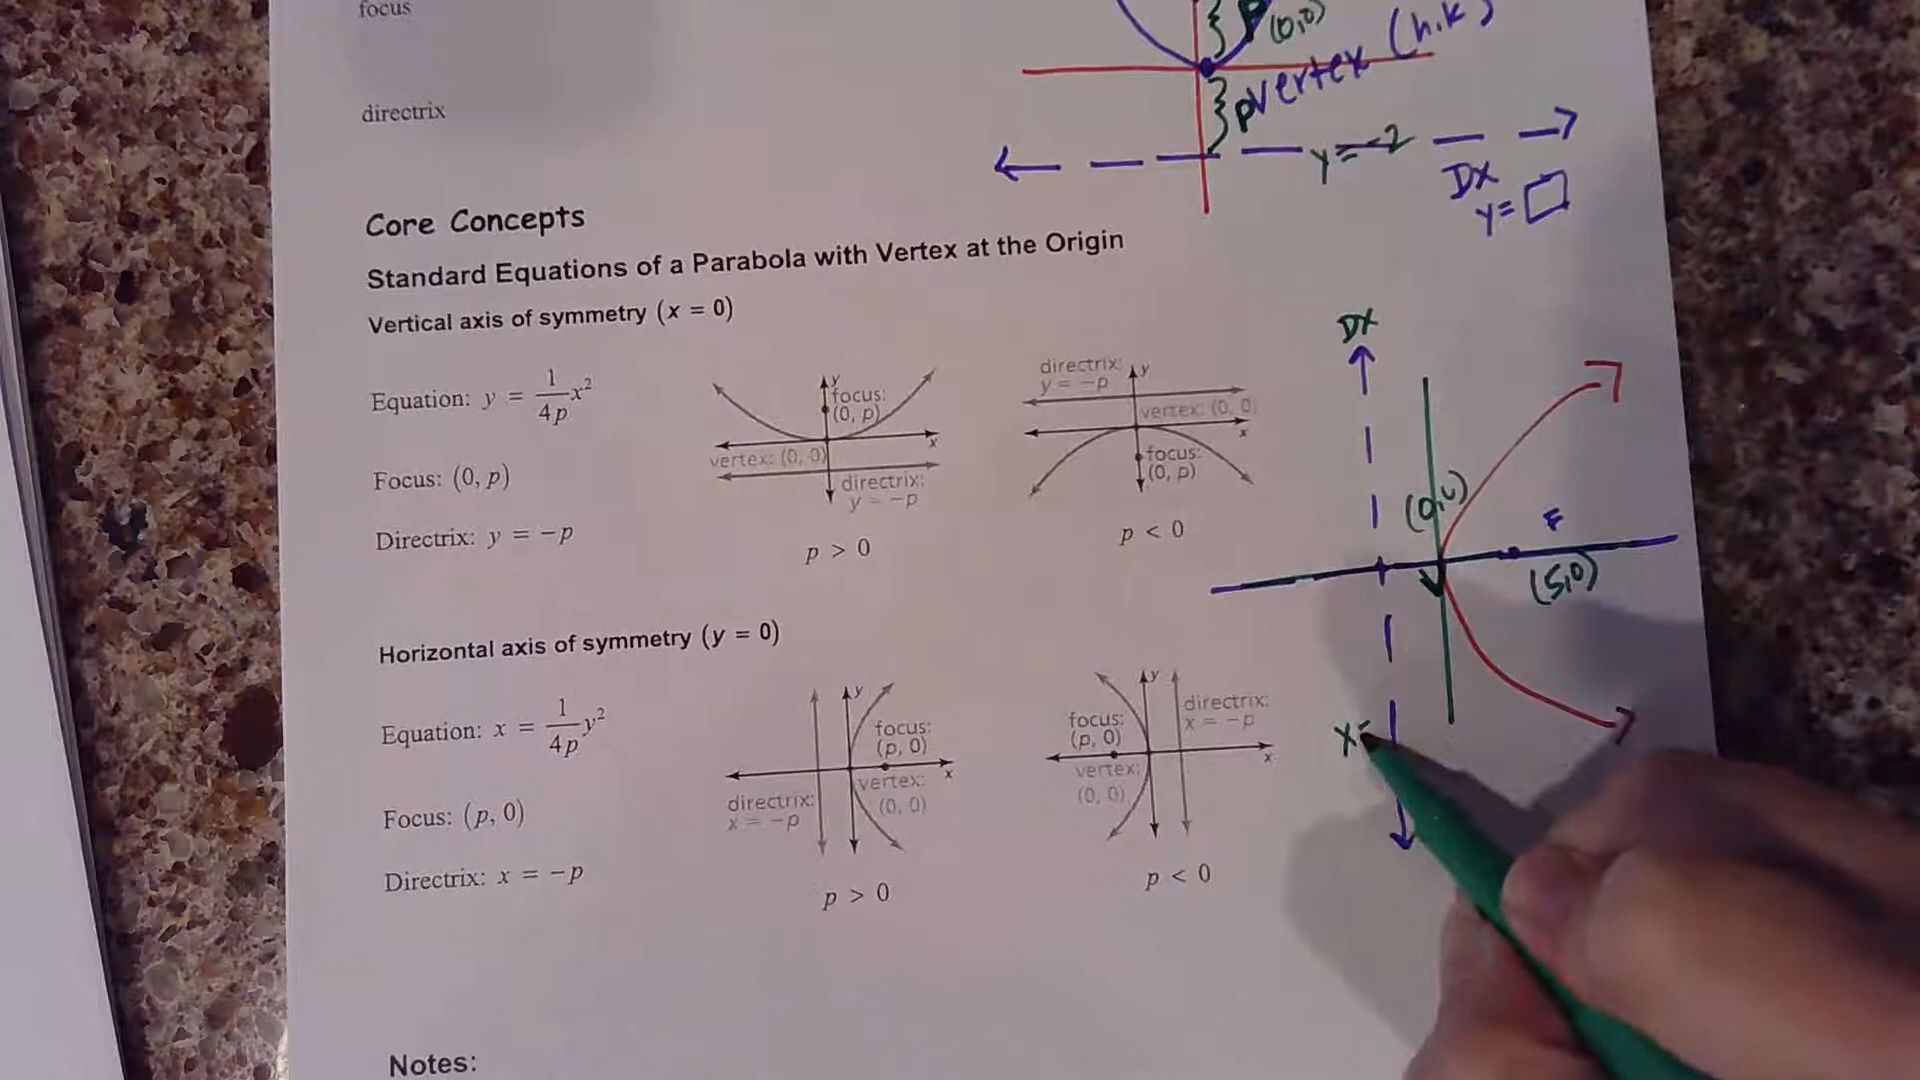 focus
P
(0,0)
vertex (h,k)
p
directrix
y=-2
DX
y=
Core Concepts
Standard Equations of a Parabola with Vertex at the Origin
Vertical axis of symmetry (x = 0)
Equation: y = 1/4p x²
Focus: (0, p)
Directrix: y = −p
y
focus:
(0, p)
x
vertex: (0, 0)
directrix:
y = −p
p > 0
directrix:
y = −p
y
vertex: (0, 0)
x
focus:
(0, p)
p < 0
DX
(0,0)
F
(5,0)
x=
Horizontal axis of symmetry (y = 0)
Equation: x = 1/4p y²
Focus: (p, 0)
Directrix: x = −p
y
focus:
(p, 0)
x
vertex:
(0, 0)
directrix:
x = −p
p > 0
y
directrix:
x = −p
focus:
(p, 0)
x
vertex:
(0, 0)
p < 0
Notes: